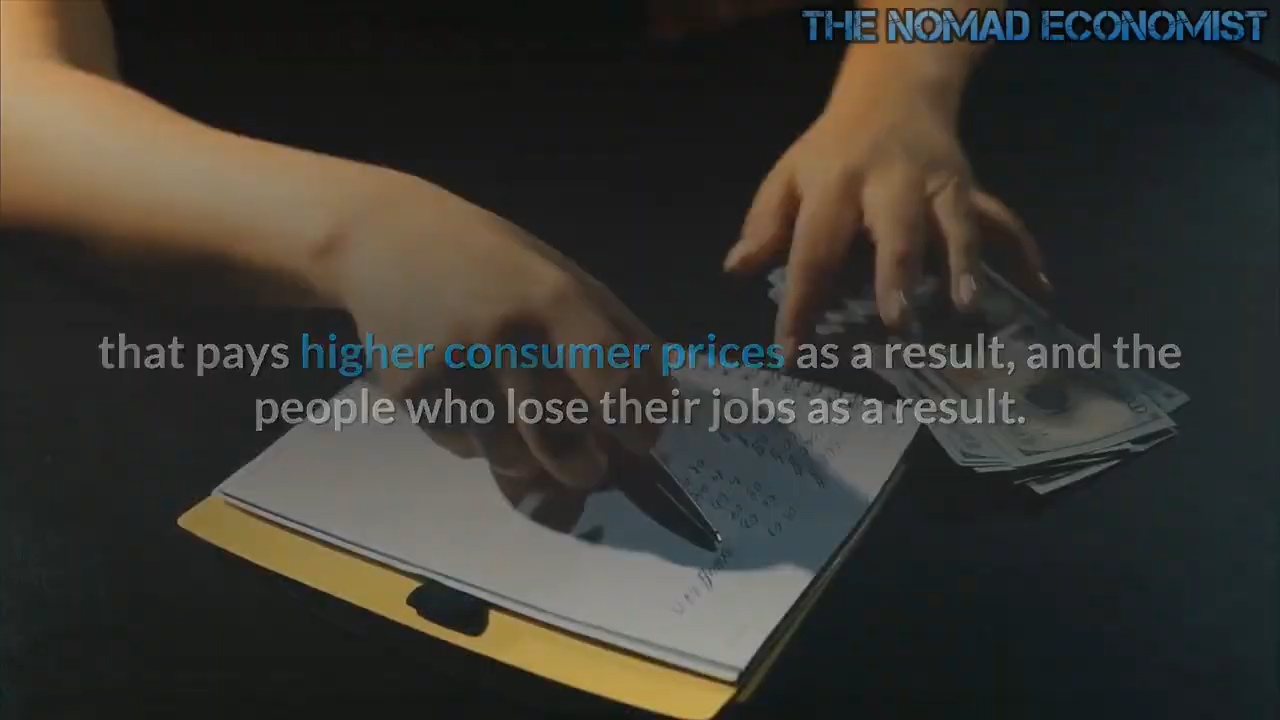 THE NOMAD ECONOMIST
that pays higher consumer prices as a result, and the
people who lose their jobs as a result.